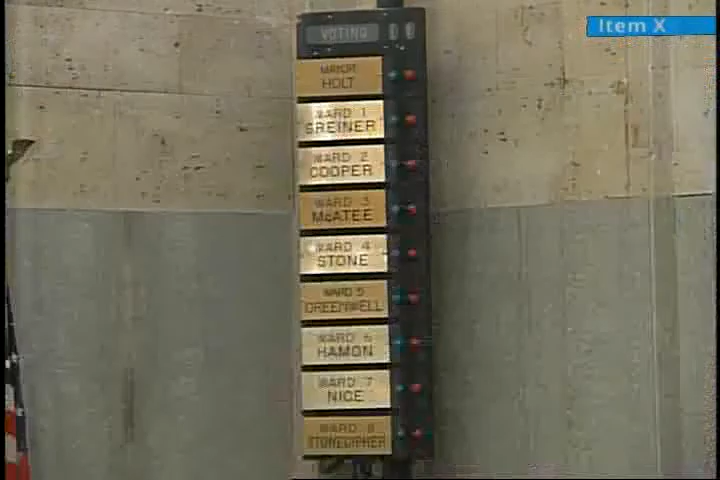 Item X
VOTING
MAYOR
HOLT
WARD 1
GREINER
WARD 2
COOPER
WARD 3
McATEE
WARD 4
STONE
WARD 5
GREENWELL
WARD 6
HAMON
WARD 7
NICE
WARD 8
STONECIPHER